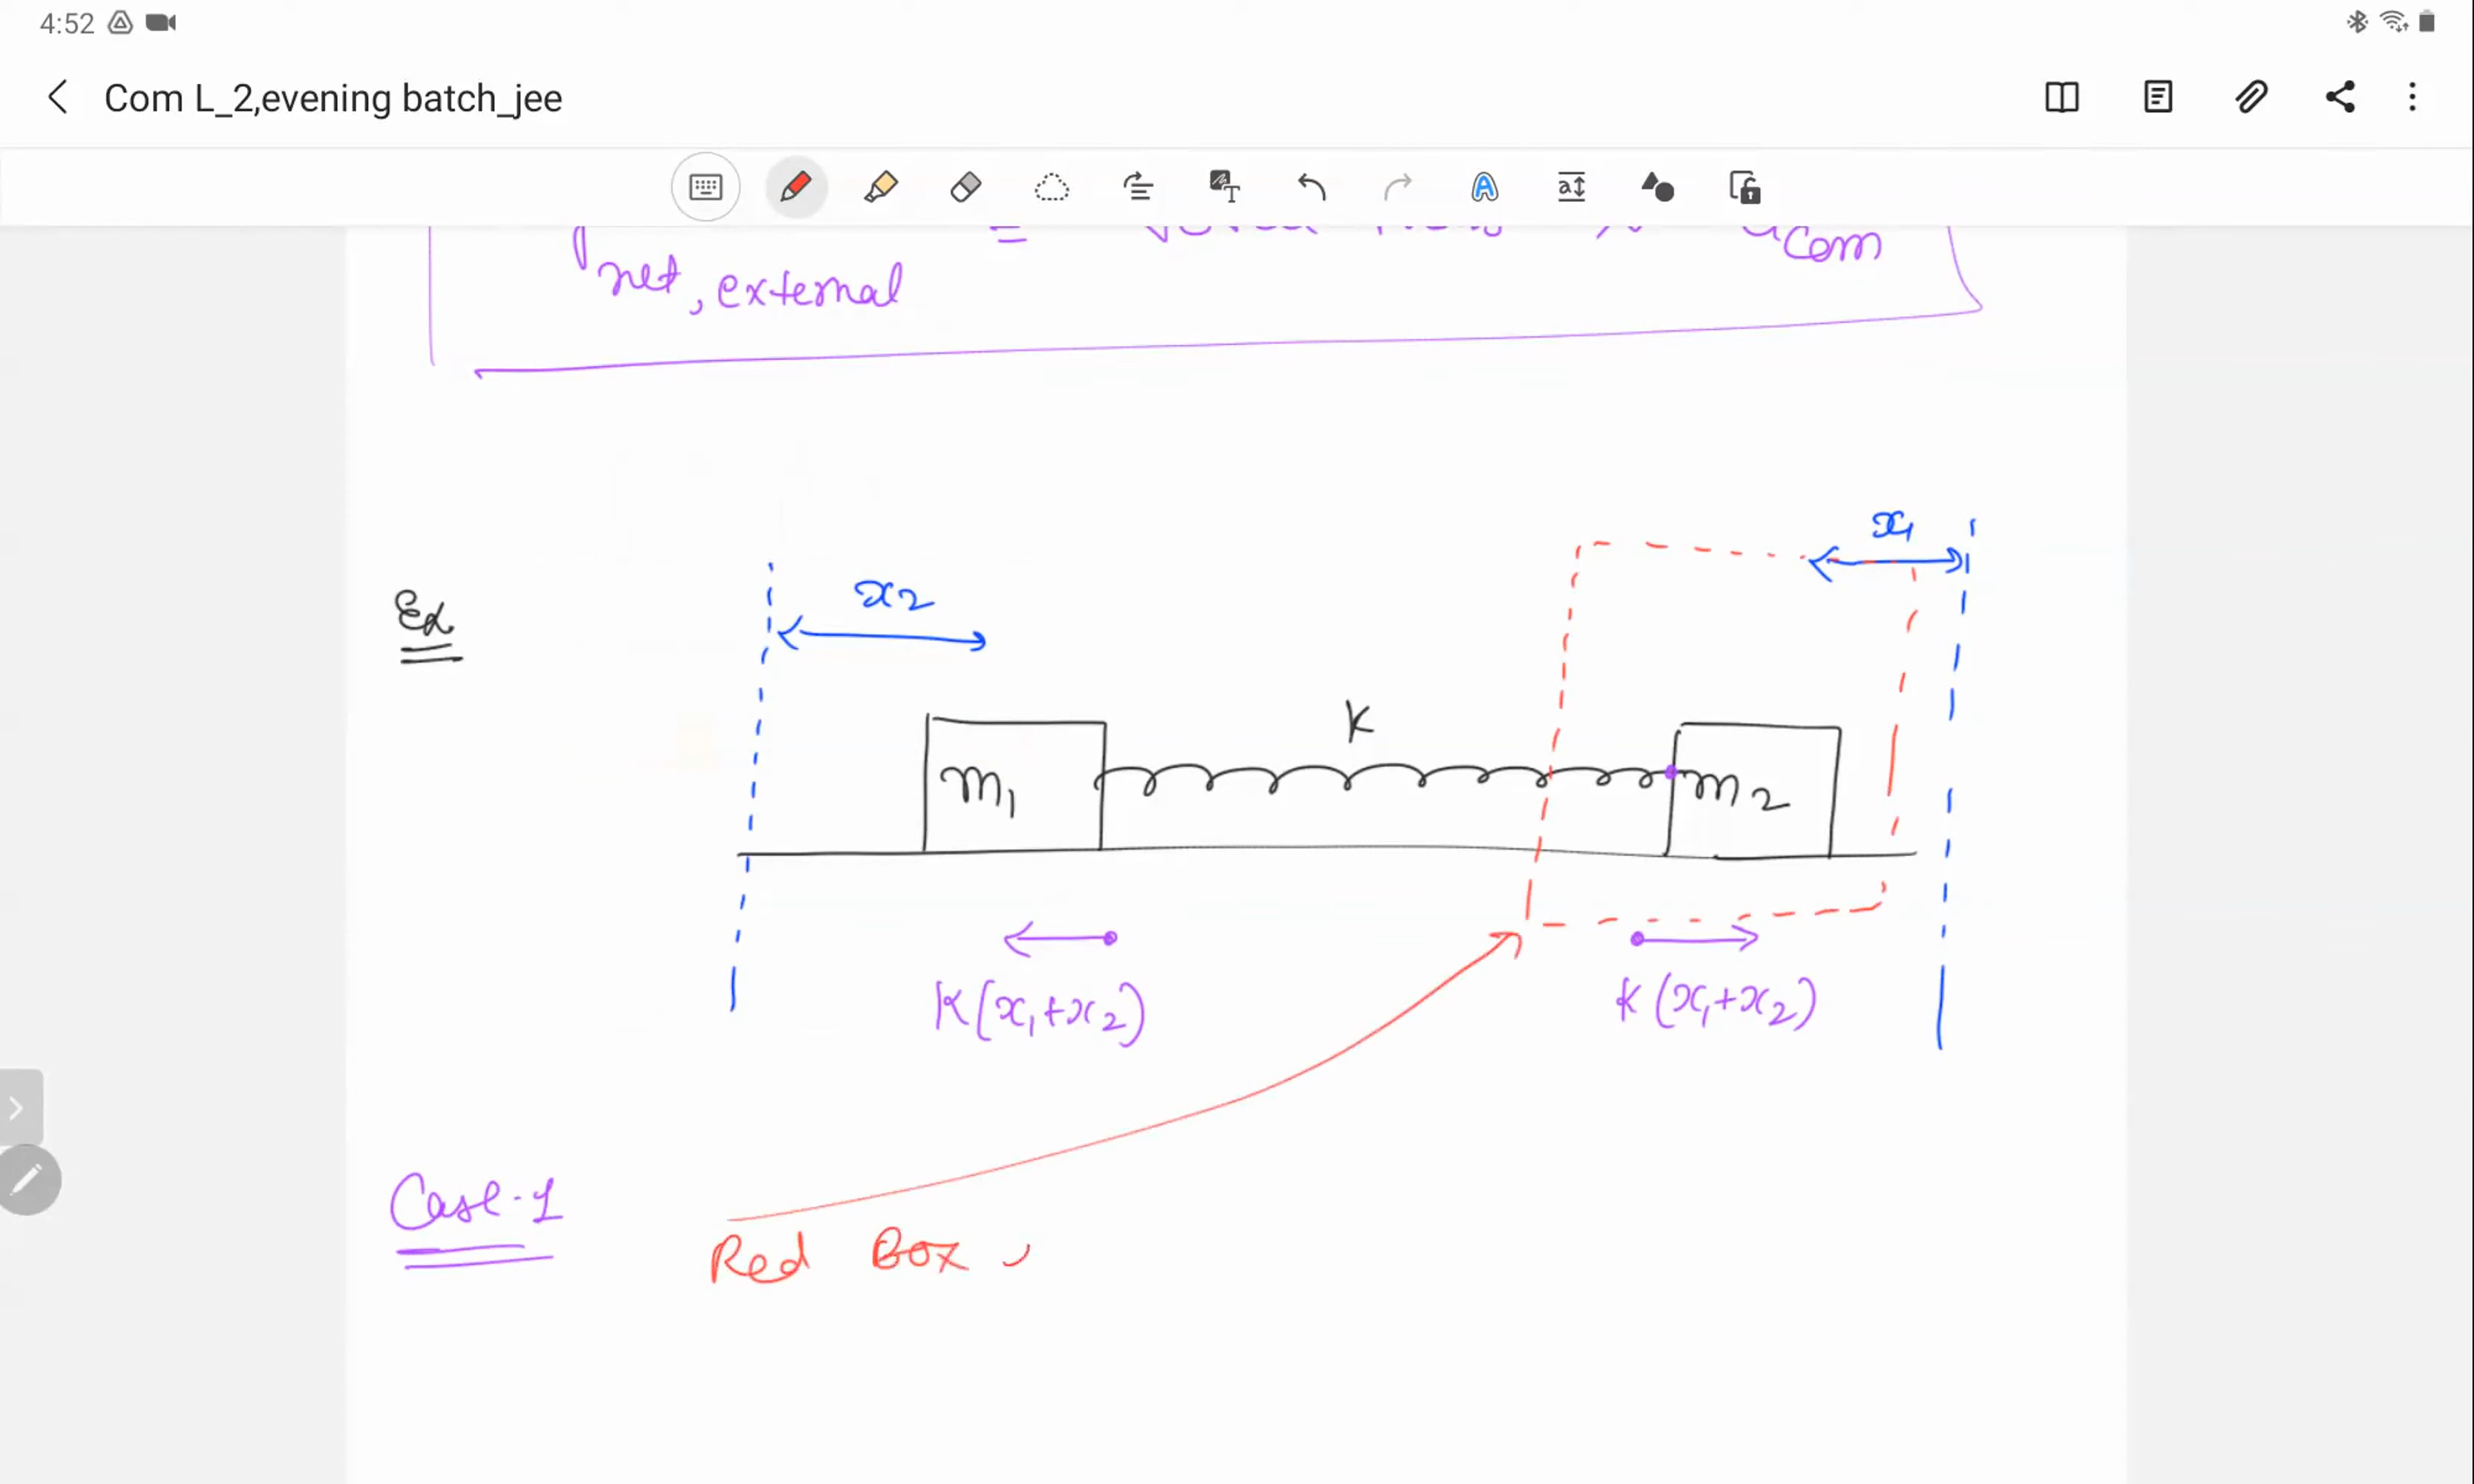 4:52
Com L_2,evening batch_jee
net, external
com
x₁
x₂
Ex
K
m₁
m₂
K(x₁+x₂)
K(x₁+x₂)
Case-1
Red Box ,